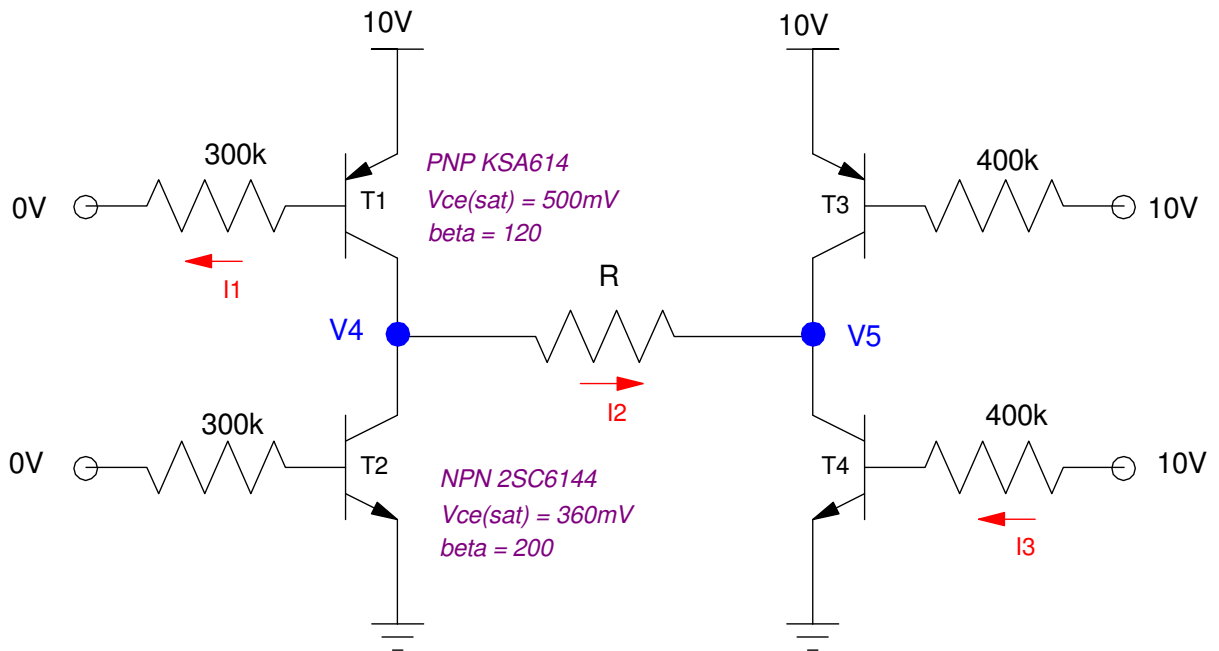 10V
10V
300k
PNP KSA614
400k
0V
T1
Vce(sat) = 500mV
T3
10V
beta = 120
I1
R
V4
V5
I2
300k
400k
0V
T2
NPN 2SC6144
T4
10V
Vce(sat) = 360mV
beta = 200
I3